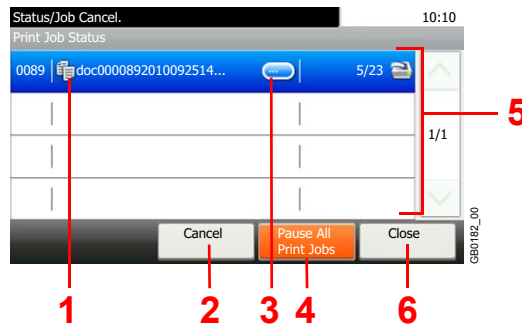 Status/Job Cancel. 10:10
Print Job Status
0089 doc0000892010092514... ... 5/23
5
1/1
Cancel Pause All Print Jobs Close
GB0182_00
1 2 3 4 6